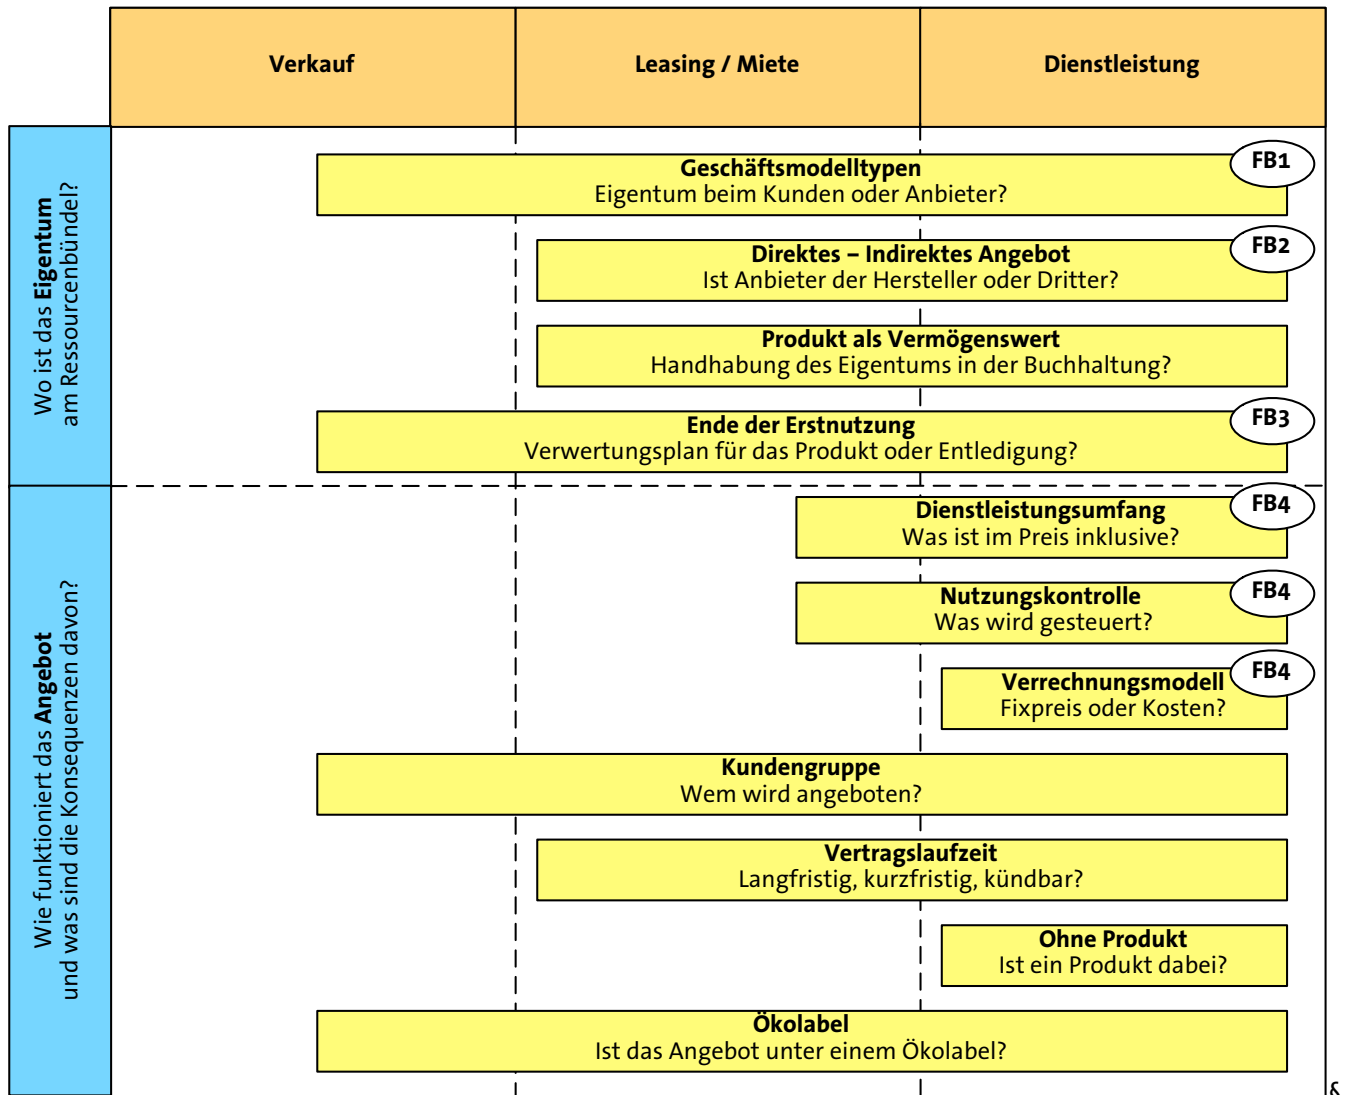 Verkauf
Leasing / Miete
Dienstleistung
Wo ist das Eigentum
am Ressourcenbündel?
Geschäftsmodelltypen
Eigentum beim Kunden oder Anbieter?
FB1
Direktes – Indirektes Angebot
Ist Anbieter der Hersteller oder Dritter?
FB2
Produkt als Vermögenswert
Handhabung des Eigentums in der Buchhaltung?
Ende der Erstnutzung
Verwertungsplan für das Produkt oder Entledigung?
FB3
Wie funktioniert das Angebot
und was sind die Konsequenzen davon?
Dienstleistungsumfang
Was ist im Preis inklusive?
FB4
Nutzungskontrolle
Was wird gesteuert?
FB4
Verrechnungsmodell
Fixpreis oder Kosten?
FB4
Kundengruppe
Wem wird angeboten?
Vertragslaufzeit
Langfristig, kurzfristig, kündbar?
Ohne Produkt
Ist ein Produkt dabei?
Ökolabel
Ist das Angebot unter einem Ökolabel?
&